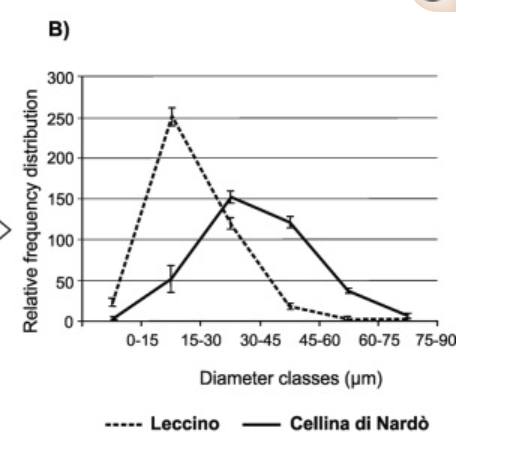 B)
Relative frequency distribution
300
250
200
150
100
50
0
0-15 15-30 30-45 45-60 60-75 75-90
Diameter classes (µm)
Leccino Cellina di Nardò